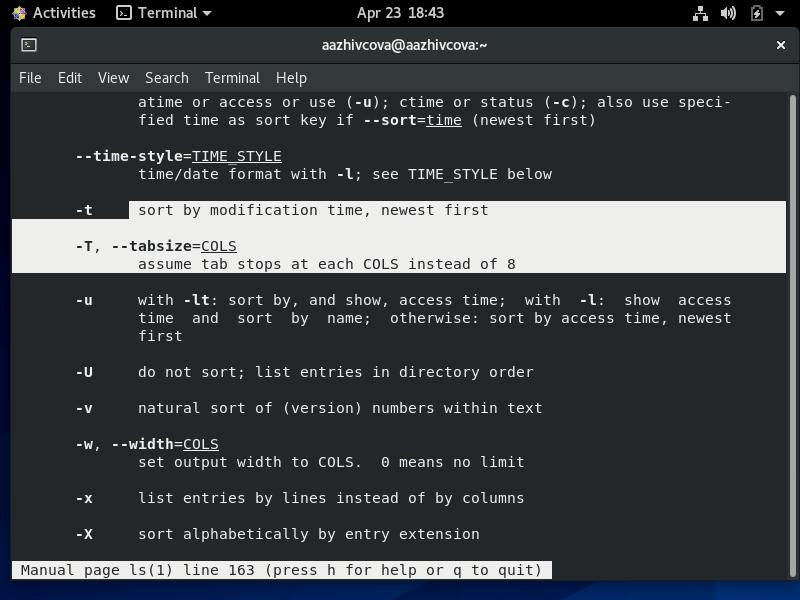 Activities Terminal Apr 23 18:43
aazhivcova@aazhivcova:~ ×
File Edit View Search Terminal Help
atime or access or use (-u); ctime or status (-c); also use speci-
fied time as sort key if --sort=time (newest first)
--time-style=TIME_STYLE
time/date format with -l; see TIME_STYLE below
-t sort by modification time, newest first
-T, --tabsize=COLS
assume tab stops at each COLS instead of 8
-u with -lt: sort by, and show, access time; with -l: show access
time and sort by name; otherwise: sort by access time, newest
first
-U do not sort; list entries in directory order
-v natural sort of (version) numbers within text
-w, --width=COLS
set output width to COLS. 0 means no limit
-x list entries by lines instead of by columns
-X sort alphabetically by entry extension
Manual page ls(1) line 163 (press h for help or q to quit)